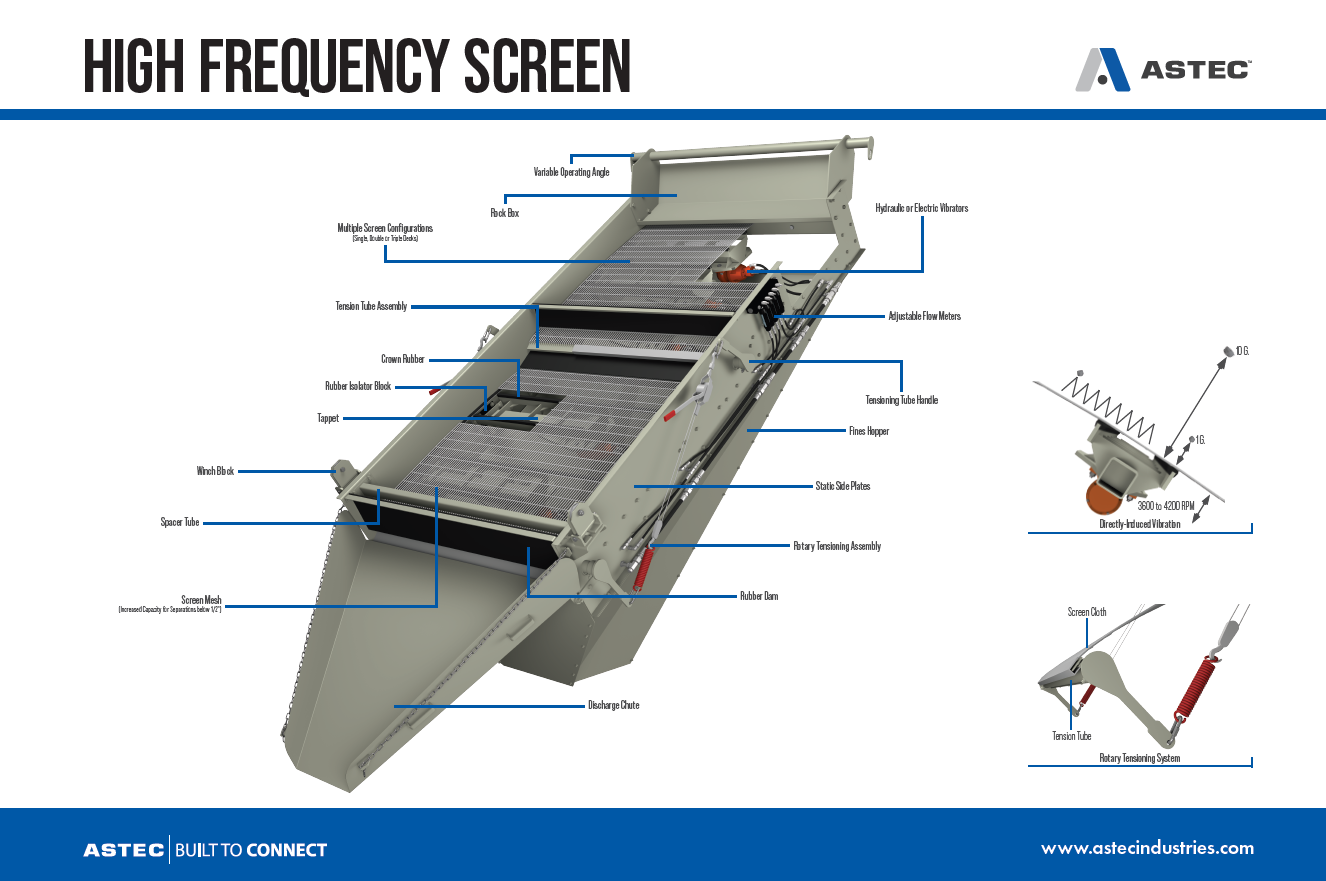 HIGH FREQUENCY SCREEN
ASTEC™
Variable Operating Angle
Rock Box
Hydraulic or Electric Vibrators
Multiple Screen Configurations
(Single, Double or Triple Decks)
Tension Tube Assembly
Adjustable Flow Meters
Crown Rubber
Rubber Isolator Block
Tensioning Tube Handle
Tappet
Fines Hopper
Winch Block
Static Side Plates
Spacer Tube
Rotary Tensioning Assembly
Screen Mesh
(Increased Capacity for Separations below 1/2")
Rubber Dam
Discharge Chute
10 G.
1 G.
3600 to 4200 RPM
Directly-Induced Vibration
Screen Cloth
Tension Tube
Rotary Tensioning System
ASTEC | BUILT TO CONNECT
www.astecindustries.com